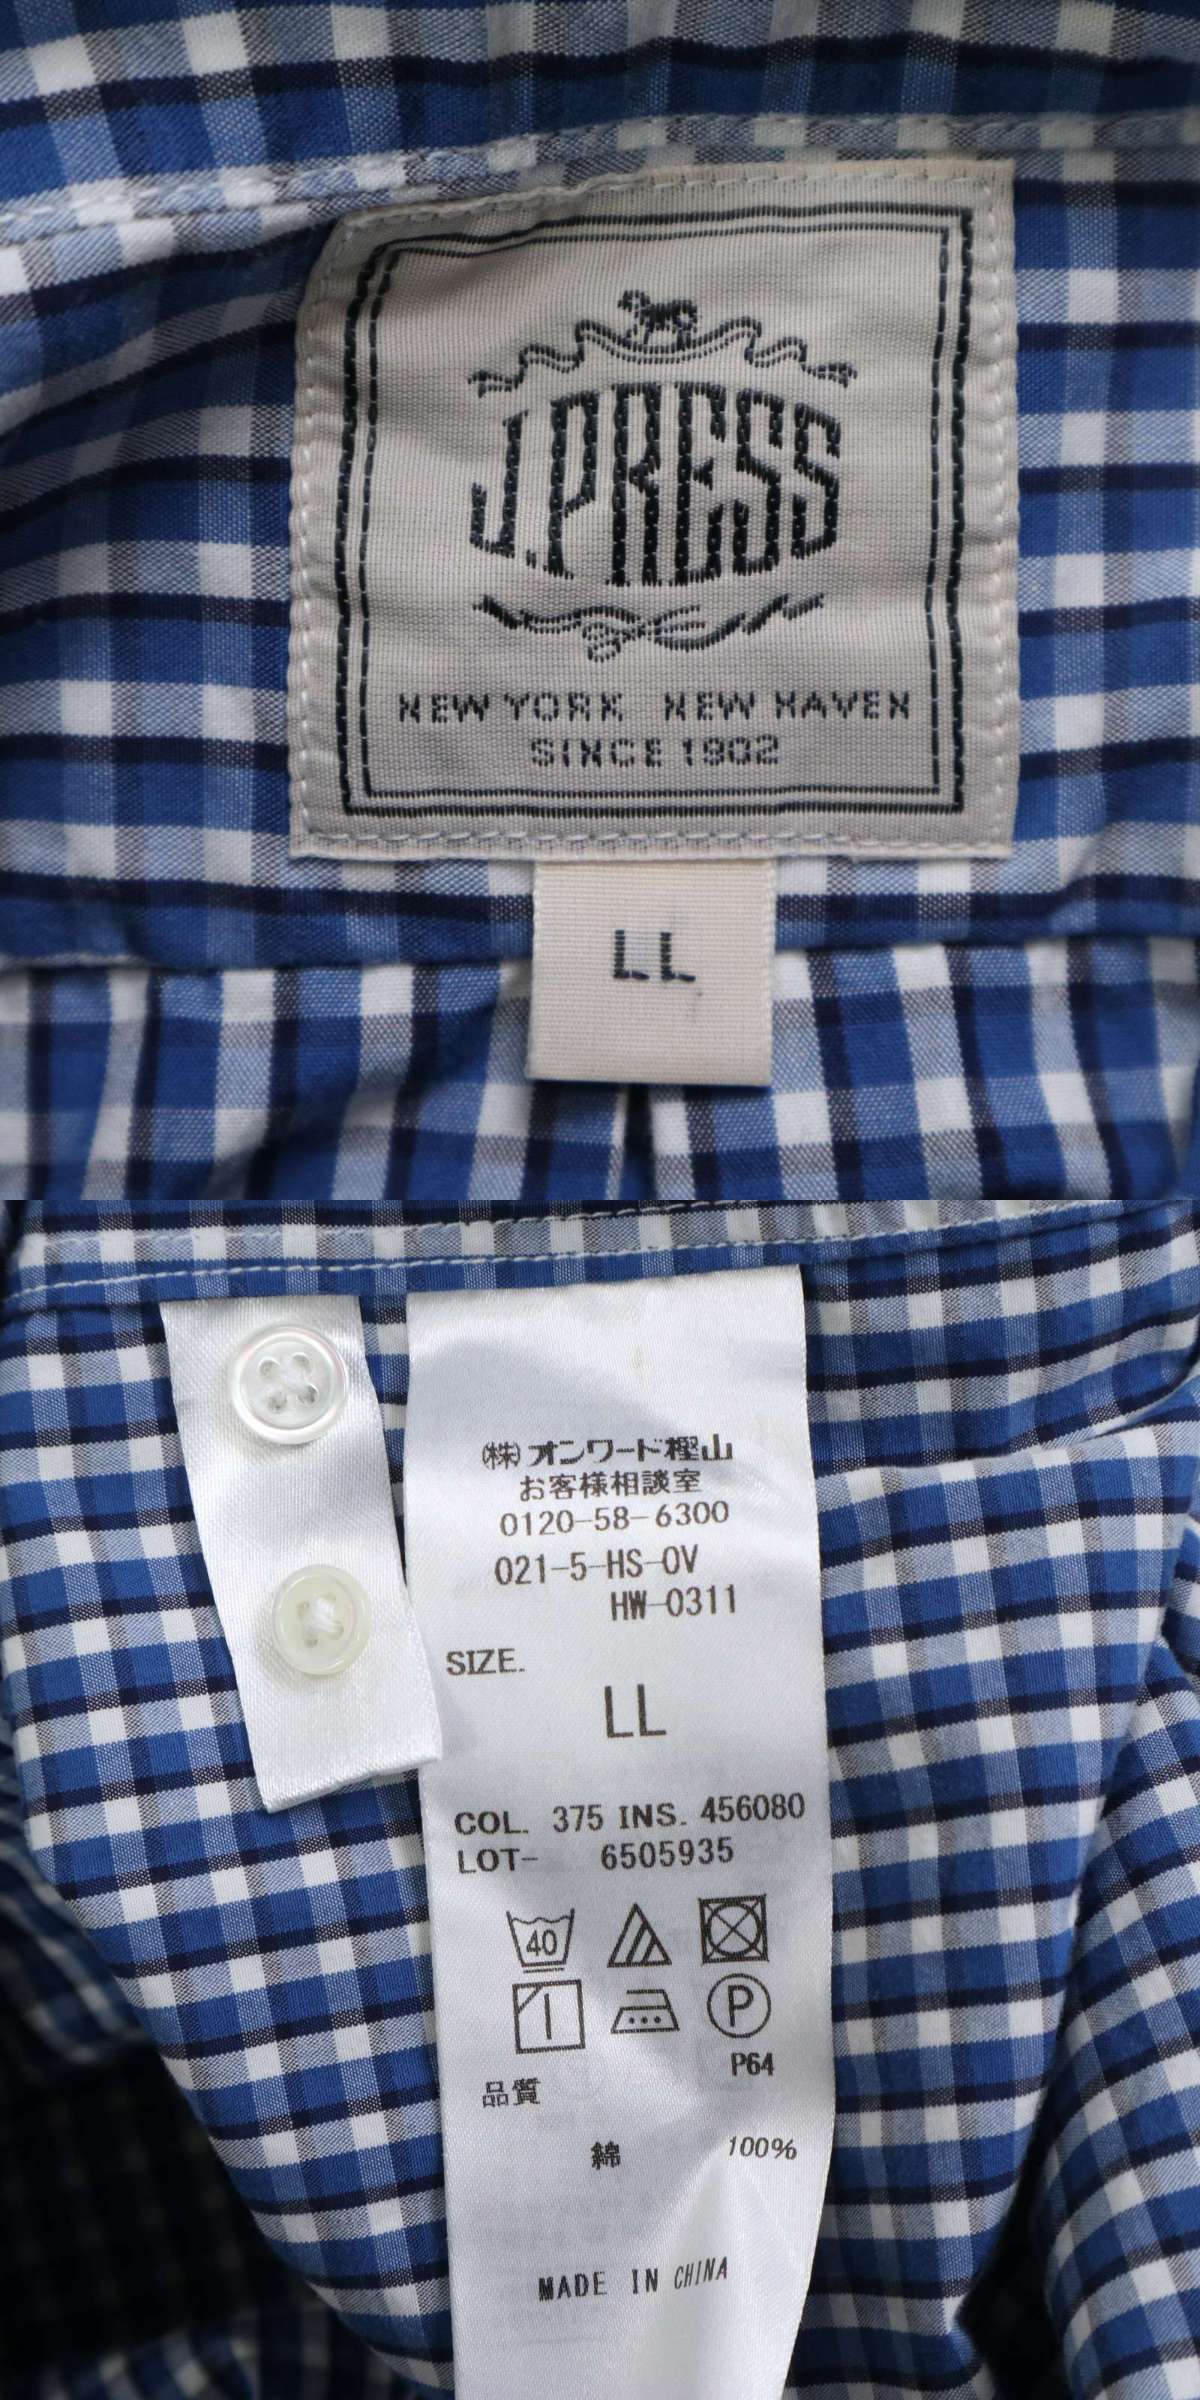 J.PRESS
NEW YORK NEW HAVEN
SINCE 1902
LL
㈱オンワード樫山
お客様相談室
0120-58-6300
021-5-HS-OV
HW-0311
SIZE.
LL
COL. 375 INS. 456080
LOT- 6505935
40
P
P64
品質
綿 100%
MADE IN CHINA